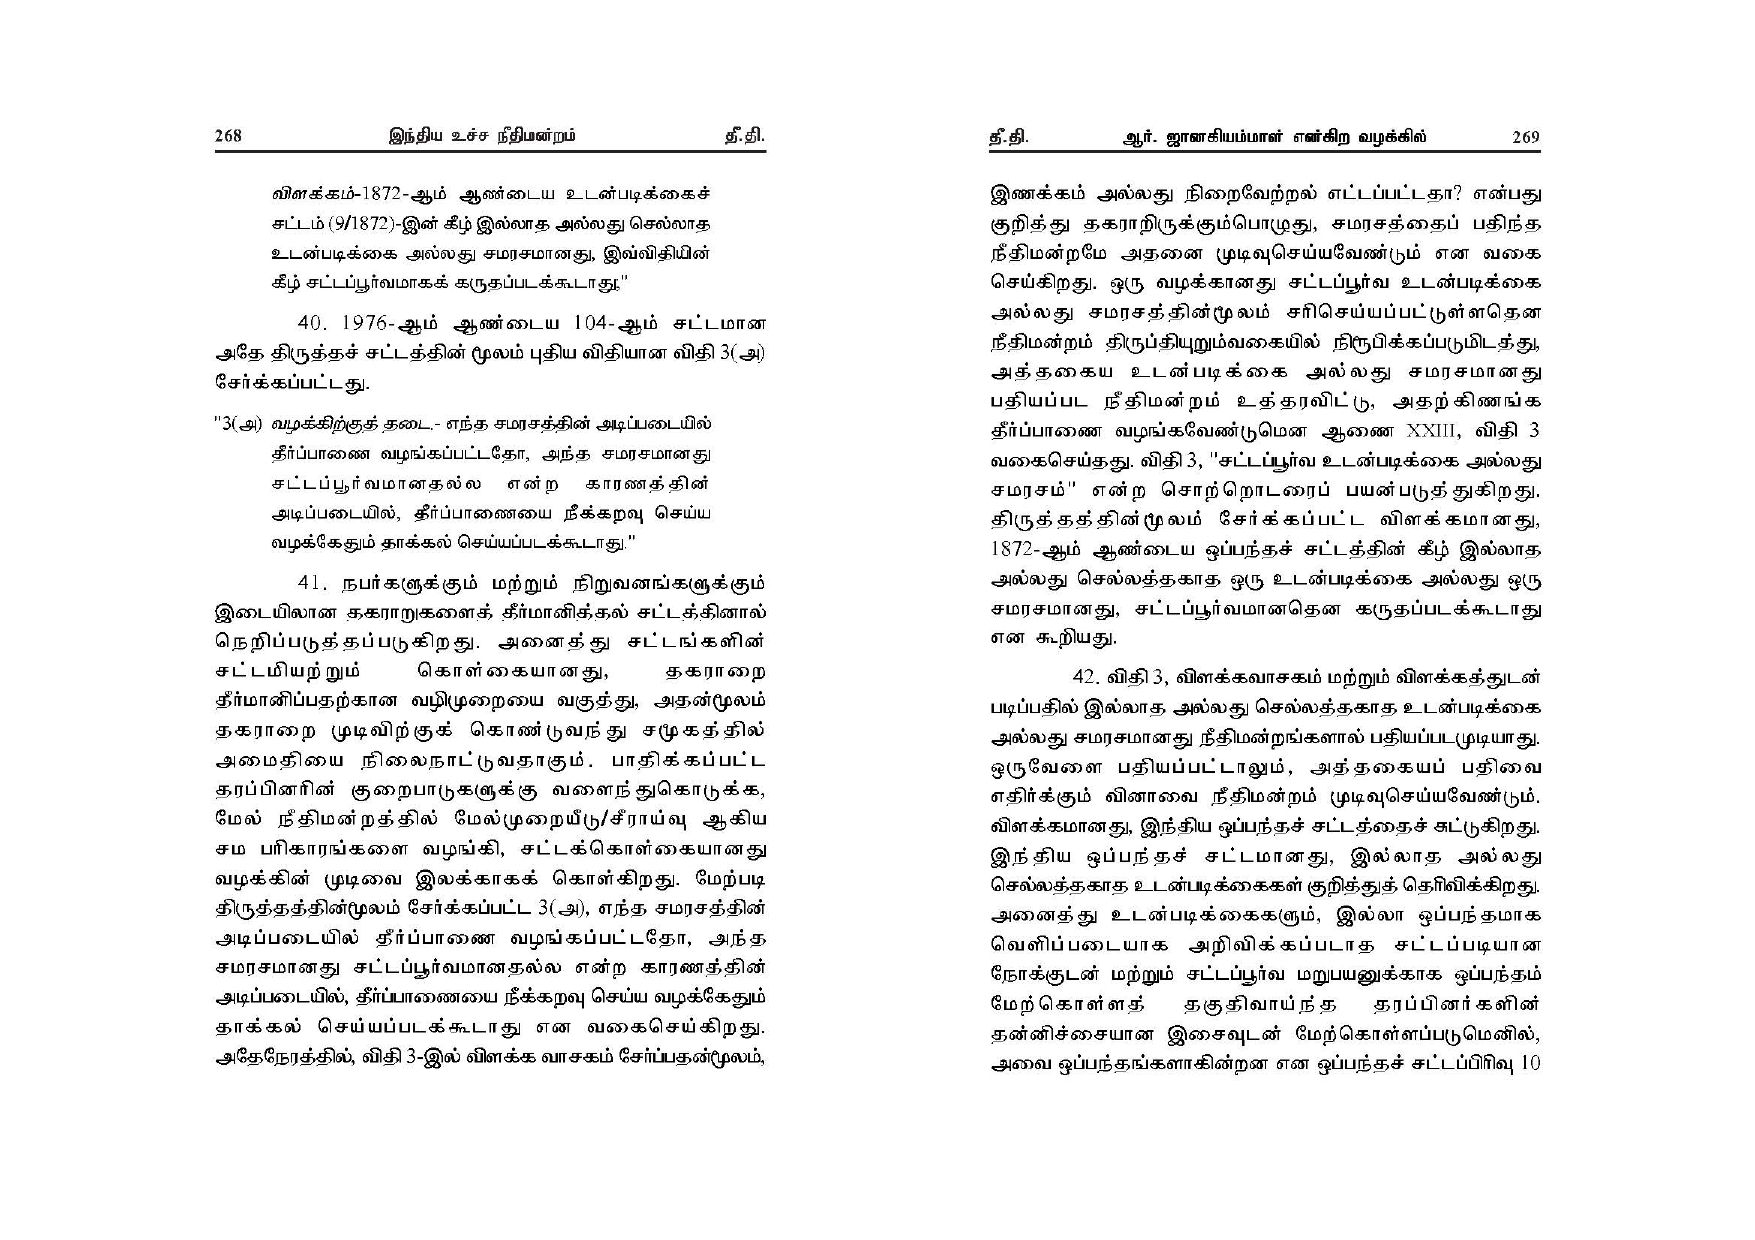 268 இந்திய உச்ச நீதிமன்றம் தீ.தி.
விளக்கம்-1872-ஆம் ஆண்டைய உடன்படிக்கைச்
சட்டம் (9/1872)-இன் கீழ் இல்லாத அல்லது செல்லாத
உடன்படிக்கை அல்லது சமரசமானது, இவ்விதியின்
கீழ் சட்டப்பூர்வமாகக் கருதப்படக்கூடாது;"
40. 1976-ஆம் ஆண்டைய 104-ஆம் சட்டமான
அதே திருத்தச் சட்டத்தின் மூலம் புதிய விதியான விதி 3(அ)
சேர்க்கப்பட்டது.
"3(அ) வழக்கிற்குத் தடை.- எந்த சமரசத்தின் அடிப்படையில்
தீர்ப்பாணை வழங்கப்பட்டதோ, அந்த சமரசமானது
சட்டப்பூர்வமானதல்ல என்ற காரணத்தின்
அடிப்படையில், தீர்ப்பாணையை நீக்கறவு செய்ய
வழக்கேதும் தாக்கல் செய்யப்படக்கூடாது."
41. நபர்களுக்கும் மற்றும் நிறுவனங்களுக்கும்
இடையிலான தகராறுகளைத் தீர்மானித்தல் சட்டத்தினால்
நெறிப்படுத்தப்படுகிறது. அனைத்து சட்டங்களின்
சட்டமியற்றும் கொள்கையானது, தகராறை
தீர்மானிப்பதற்கான வழிமுறையை வகுத்து, அதன்மூலம்
தகராறை முடிவிற்குக் கொண்டுவந்து சமூகத்தில்
அமைதியை நிலைநாட்டுவதாகும். பாதிக்கப்பட்ட
தரப்பினரின் குறைபாடுகளுக்கு வளைந்துகொடுக்க,
மேல் நீதிமன்றத்தில் மேல்முறையீடு/சீராய்வு ஆகிய
சம பரிகாரங்களை வழங்கி, சட்டக்கொள்கையானது
வழக்கின் முடிவை இலக்காகக் கொள்கிறது. மேற்படி
திருத்தத்தின்மூலம் சேர்க்கப்பட்ட 3(அ), எந்த சமரசத்தின்
அடிப்படையில் தீர்ப்பாணை வழங்கப்பட்டதோ, அந்த
சமரசமானது சட்டப்பூர்வமானதல்ல என்ற காரணத்தின்
அடிப்படையில், தீர்ப்பாணையை நீக்கறவு செய்ய வழக்கேதும்
தாக்கல் செய்யப்படக்கூடாது என வகைசெய்கிறது.
அதேநேரத்தில், விதி 3-இல் விளக்க வாசகம் சேர்ப்பதன்மூலம்,
தீ.தி. ஆர். ஜானகியம்மாள் என்கிற வழக்கில் 269
இணக்கம் அல்லது நிறைவேற்றல் எட்டப்பட்டதா? என்பது
குறித்து தகராறிருக்கும்பொழுது, சமரசத்தைப் பதிந்த
நீதிமன்றமே அதனை முடிவுசெய்யவேண்டும் என வகை
செய்கிறது. ஒரு வழக்கானது சட்டப்பூர்வ உடன்படிக்கை
அல்லது சமரசத்தின்மூலம் சரிசெய்யப்பட்டுள்ளதென
நீதிமன்றம் திருப்தியுறும்வகையில் நிரூபிக்கப்படுமிடத்து,
அத்தகைய உடன்படிக்கை அல்லது சமரசமானது
பதியப்பட நீதிமன்றம் உத்தரவிட்டு, அதற்கிணங்க
தீர்ப்பாணை வழங்கவேண்டுமென ஆணை XXIII, விதி 3
வகைசெய்தது. விதி 3, "சட்டப்பூர்வ உடன்படிக்கை அல்லது
சமரசம்" என்ற சொற்றொடரைப் பயன்படுத்துகிறது.
திருத்தத்தின்மூலம் சேர்க்கப்பட்ட விளக்கமானது,
1872-ஆம் ஆண்டைய ஒப்பந்தச் சட்டத்தின் கீழ் இல்லாத
அல்லது செல்லத்தகாத ஒரு உடன்படிக்கை அல்லது ஒரு
சமரசமானது, சட்டப்பூர்வமானதென கருதப்படக்கூடாது
என கூறியது.
42. விதி 3, விளக்கவாசகம் மற்றும் விளக்கத்துடன்
படிப்பதில் இல்லாத அல்லது செல்லத்தகாத உடன்படிக்கை
அல்லது சமரசமானது நீதிமன்றங்களால் பதியப்படமுடியாது.
ஒருவேளை பதியப்பட்டாலும், அத்தகையப் பதிவை
எதிர்க்கும் வினாவை நீதிமன்றம் முடிவுசெய்யவேண்டும்.
விளக்கமானது, இந்திய ஒப்பந்தச் சட்டத்தைச் சுட்டுகிறது.
இந்திய ஒப்பந்தச் சட்டமானது, இல்லாத அல்லது
செல்லத்தகாத உடன்படிக்கைகள் குறித்துத் தெரிவிக்கிறது.
அனைத்து உடன்படிக்கைகளும், இல்லா ஒப்பந்தமாக
வெளிப்படையாக அறிவிக்கப்படாத சட்டப்படியான
நோக்குடன் மற்றும் சட்டப்பூர்வ மறுபயனுக்காக ஒப்பந்தம்
மேற்கொள்ளத் தகுதிவாய்ந்த தரப்பினர்களின்
தன்னிச்சையான இசைவுடன் மேற்கொள்ளப்படுமெனில்,
அவை ஒப்பந்தங்களாகின்றன என ஒப்பந்தச் சட்டப்பிரிவு 10